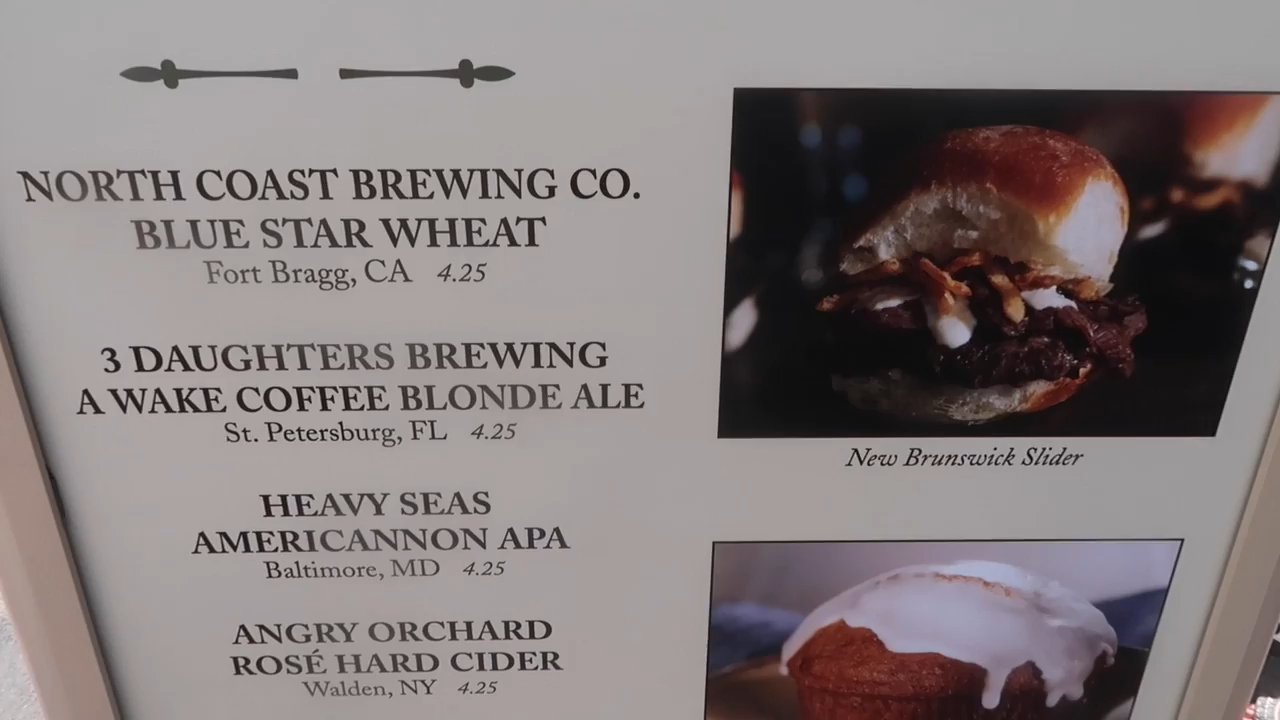 NORTH COAST BREWING CO.
BLUE STAR WHEAT
Fort Bragg, CA 4.25
3 DAUGHTERS BREWING
A WAKE COFFEE BLONDE ALE
St. Petersburg, FL 4.25
HEAVY SEAS
AMERICANNON APA
Baltimore, MD 4.25
ANGRY ORCHARD
ROSÉ HARD CIDER
Walden, NY 4.25
New Brunswick Slider